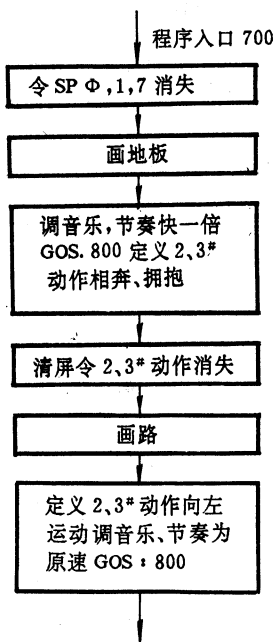 程序入口 700
令 SP Φ,1,7 消失
画地板
调音乐,节奏快一倍
GOS. 800 定义 2、3#
动作相奔、拥抱
清屏令 2、3# 动作消失
画路
定义 2、3# 动作向左
运动调音乐、节奏为
原速 GOS:800